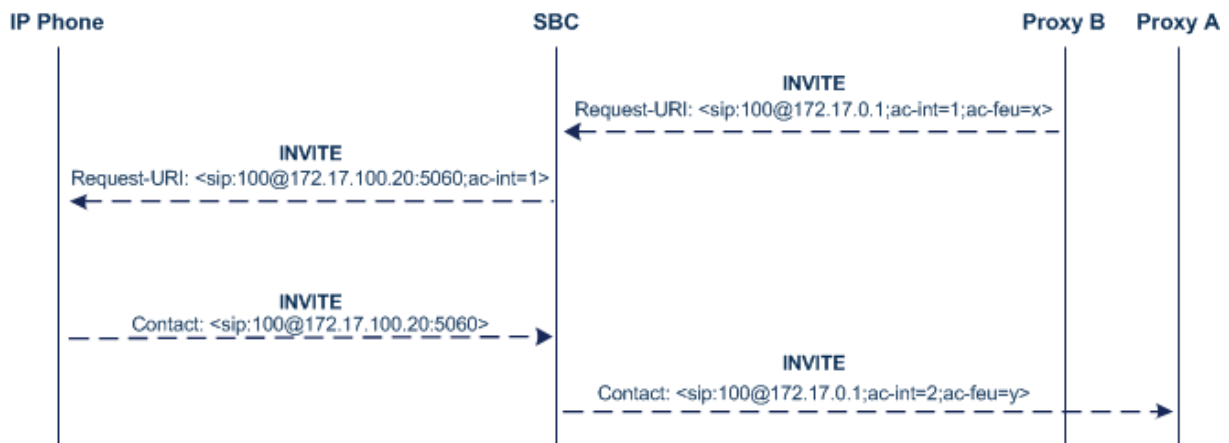 IP Phone SBC Proxy B Proxy A
INVITE
Request-URI: <sip:100@172.17.0.1;ac-int=1;ac-feu=x>
INVITE
Request-URI: <sip:100@172.17.100.20:5060;ac-int=1>
INVITE
Contact: <sip:100@172.17.100.20:5060>
INVITE
Contact: <sip:100@172.17.0.1;ac-int=2;ac-feu=y>